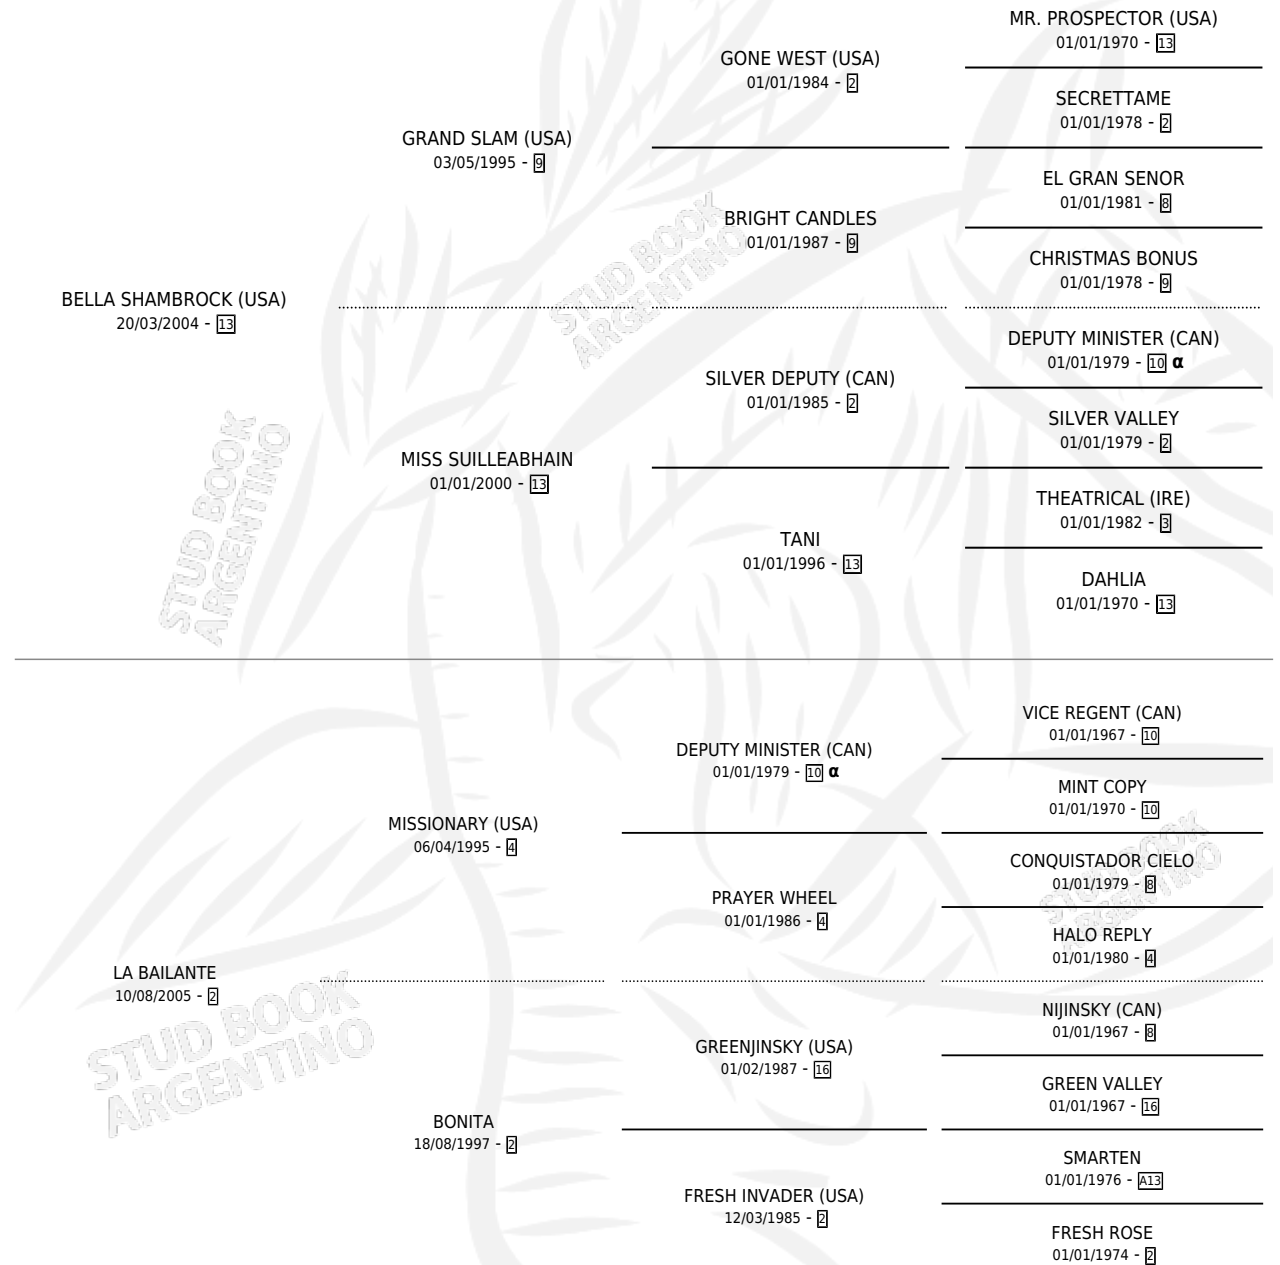 MR. PROSPECTOR (USA)
01/01/1970 - 13
GONE WEST (USA)
01/01/1984 - 2
SECRETTAME
01/01/1978 - 2
GRAND SLAM (USA)
03/05/1995 - 9
EL GRAN SENOR
01/01/1981 - 8
BRIGHT CANDLES
01/01/1987 - 9
CHRISTMAS BONUS
01/01/1978 - 9
BELLA SHAMBROCK (USA)
20/03/2004 - 13
DEPUTY MINISTER (CAN)
01/01/1979 - 10 α
SILVER DEPUTY (CAN)
01/01/1985 - 2
SILVER VALLEY
01/01/1979 - 2
MISS SUILLEABHAIN
01/01/2000 - 13
THEATRICAL (IRE)
01/01/1982 - 3
TANI
01/01/1996 - 13
DAHLIA
01/01/1970 - 13
VICE REGENT (CAN)
01/01/1967 - 10
DEPUTY MINISTER (CAN)
01/01/1979 - 10 α
MINT COPY
01/01/1970 - 10
MISSIONARY (USA)
06/04/1995 - 4
CONQUISTADOR CIELO
01/01/1979 - 8
PRAYER WHEEL
01/01/1986 - 4
HALO REPLY
01/01/1980 - 4
LA BAILANTE
10/08/2005 - 2
NIJINSKY (CAN)
01/01/1967 - 8
GREENJINSKY (USA)
01/02/1987 - 16
GREEN VALLEY
01/01/1967 - 16
BONITA
18/08/1997 - 2
SMARTEN
01/01/1976 - A13
FRESH INVADER (USA)
12/03/1985 - 2
FRESH ROSE
01/01/1974 - 2
STUD BOOK
ARGENTINO
STUD BOOK
ARGENTINO
STUD BOOK
ARGENTINO
STUD BOOK
ARGENTINO